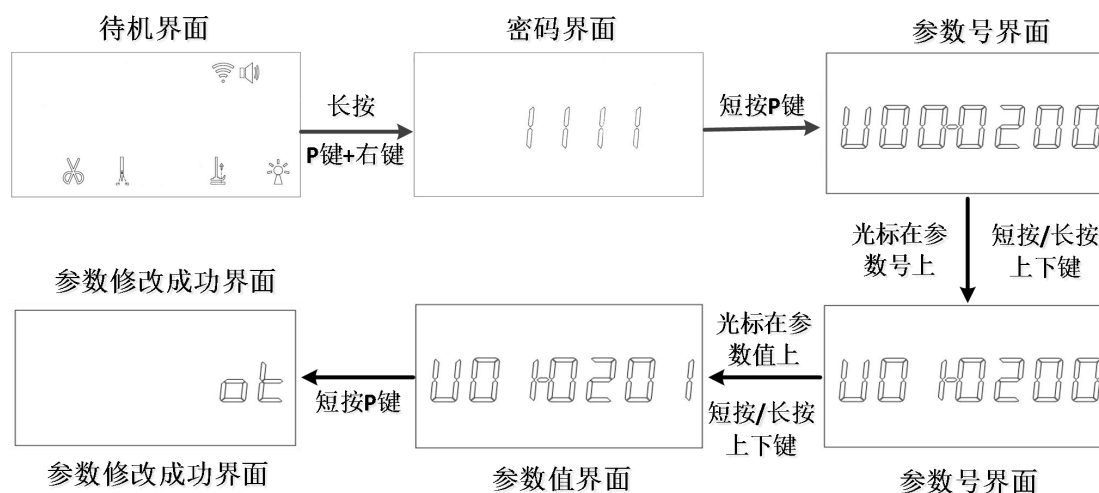 待机界面
密码界面
参数号界面
长按
P键+右键
1111
短按P键
U00-0200
光标在参
数号上
短按/长按
上下键
参数修改成功界面
ot
短按P键
U01-0201
光标在参
数值上
短按/长按
上下键
U01-0200
参数修改成功界面
参数值界面
参数号界面